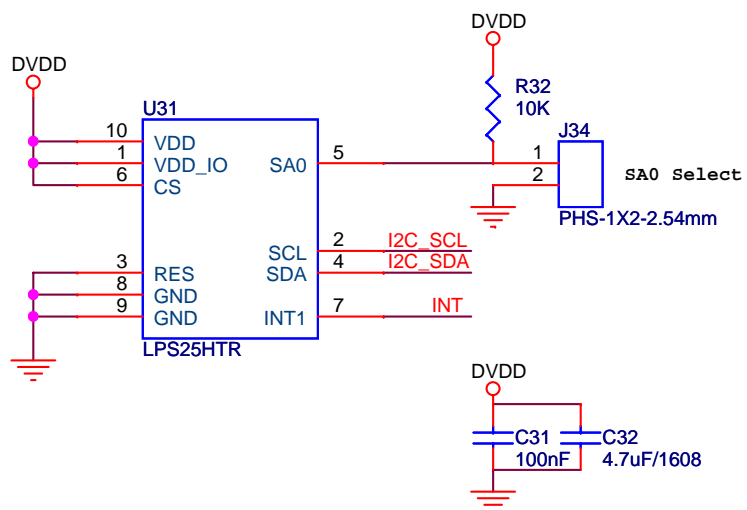 DVDD
DVDD
U31
R32
10K
J34
10 VDD
1 VDD_IO
6 CS
SA0 5
1
2
SA0 Select
PHS-1X2-2.54mm
SCL 2 I2C_SCL
SDA 4 I2C_SDA
3 RES
8 GND
9 GND
INT1 7 INT
LPS25HTR
DVDD
C31
100nF
C32
4.7uF/1608